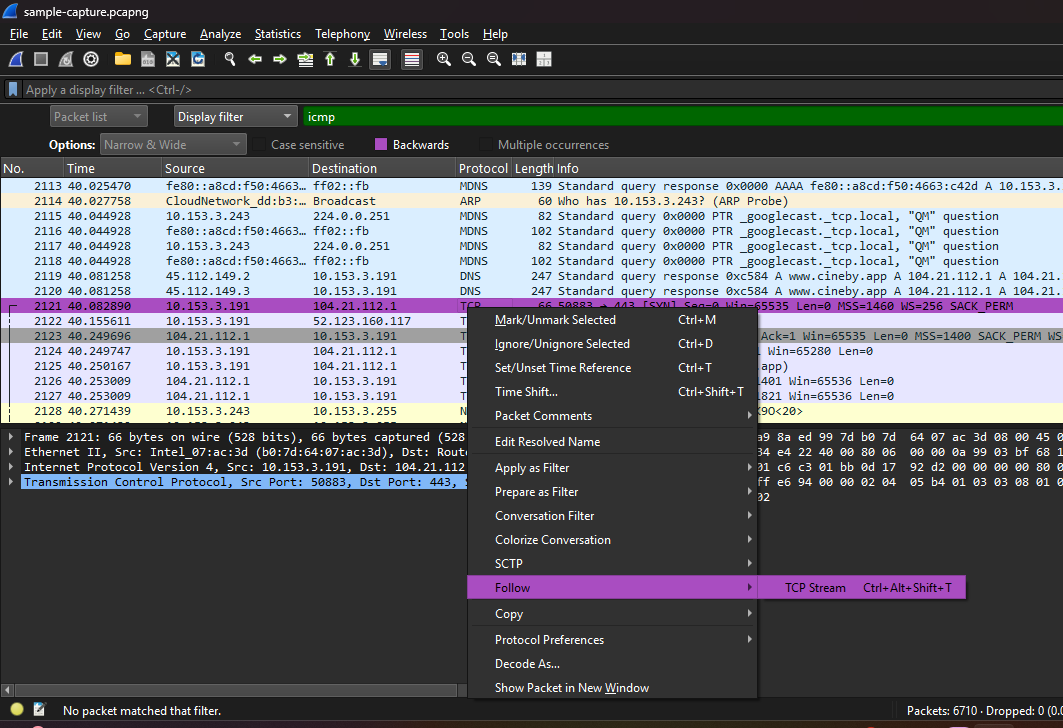 sample-capture.pcapng
File Edit View Go Capture Analyze Statistics Telephony Wireless Tools Help
Apply a display filter ... <Ctrl-/>
Packet list Display filter icmp
Options: Narrow & Wide Case sensitive Backwards Multiple occurrences
No. Time Source Destination Protocol Length Info
2113 40.025470 fe80::a8cd:f50:4663… ff02::fb MDNS 139 Standard query response 0x0000 AAAA fe80::a8cd:f50:4663:c42d A 10.153.3.
2114 40.027758 CloudNetwork_dd:b3:… Broadcast ARP 60 Who has 10.153.3.243? (ARP Probe)
2115 40.044928 10.153.3.243 224.0.0.251 MDNS 82 Standard query 0x0000 PTR _googlecast._tcp.local, "QM" question
2116 40.044928 fe80::a8cd:f50:4663… ff02::fb MDNS 102 Standard query 0x0000 PTR _googlecast._tcp.local, "QM" question
2117 40.044928 10.153.3.243 224.0.0.251 MDNS 82 Standard query 0x0000 PTR _googlecast._tcp.local, "QM" question
2118 40.044928 fe80::a8cd:f50:4663… ff02::fb MDNS 102 Standard query 0x0000 PTR _googlecast._tcp.local, "QM" question
2119 40.081258 45.112.149.2 10.153.3.191 DNS 247 Standard query response 0xc584 A www.cineby.app A 104.21.112.1 A 104.21.
2120 40.081258 45.112.149.2 10.153.3.191 DNS 247 Standard query response 0xc584 A www.cineby.app A 104.21.112.1 A 104.21.
2121 40.082890 10.153.3.191 104.21.112.1 TCP 66 50883 → 443 [SYN] Seq=0 Win=65535 Len=0 MSS=1460 WS=256 SACK_PERM
2122 40.155611 10.153.3.191 52.123.160.117 T
2123 40.249696 104.21.112.1 10.153.3.191 T Ack=1 Win=65535 Len=0 MSS=1400 SACK_PERM WS
2124 40.249747 10.153.3.191 104.21.112.1 T 1 Win=65280 Len=0
2125 40.250167 10.153.3.191 104.21.112.1 T app)
2126 40.253009 104.21.112.1 10.153.3.191 T 1401 Win=65536 Len=0
2127 40.253009 104.21.112.1 10.153.3.191 T 1821 Win=65536 Len=0
2128 40.271439 10.153.3.243 10.153.3.255 N X9O<20>
Mark/Unmark Selected Ctrl+M
Ignore/Unignore Selected Ctrl+D
Set/Unset Time Reference Ctrl+T
Time Shift... Ctrl+Shift+T
Packet Comments
Edit Resolved Name
Apply as Filter
Prepare as Filter
Conversation Filter
Colorize Conversation
SCTP
Follow
TCP Stream Ctrl+Alt+Shift+T
Copy
Protocol Preferences
Decode As...
Show Packet in New Window
Frame 2121: 66 bytes on wire (528 bits), 66 bytes captured (528
Ethernet II, Src: Intel_07:ac:3d (b0:7d:64:07:ac:3d), Dst: Rout
Internet Protocol Version 4, Src: 10.153.3.191, Dst: 104.21.112
Transmission Control Protocol, Src Port: 50883, Dst Port: 443,
a9 8a ed 99 7d b0 7d 64 07 ac 3d 08 00 45 0
34 e4 22 40 00 80 06 00 00 0a 99 03 bf 68 1
01 c6 c3 01 bb 0d 17 92 d2 00 00 00 00 80 0
ff e6 94 00 00 02 04 05 b4 01 03 03 08 01 0
02
No packet matched that filter.
Packets: 6710 · Dropped: 0 (0.0